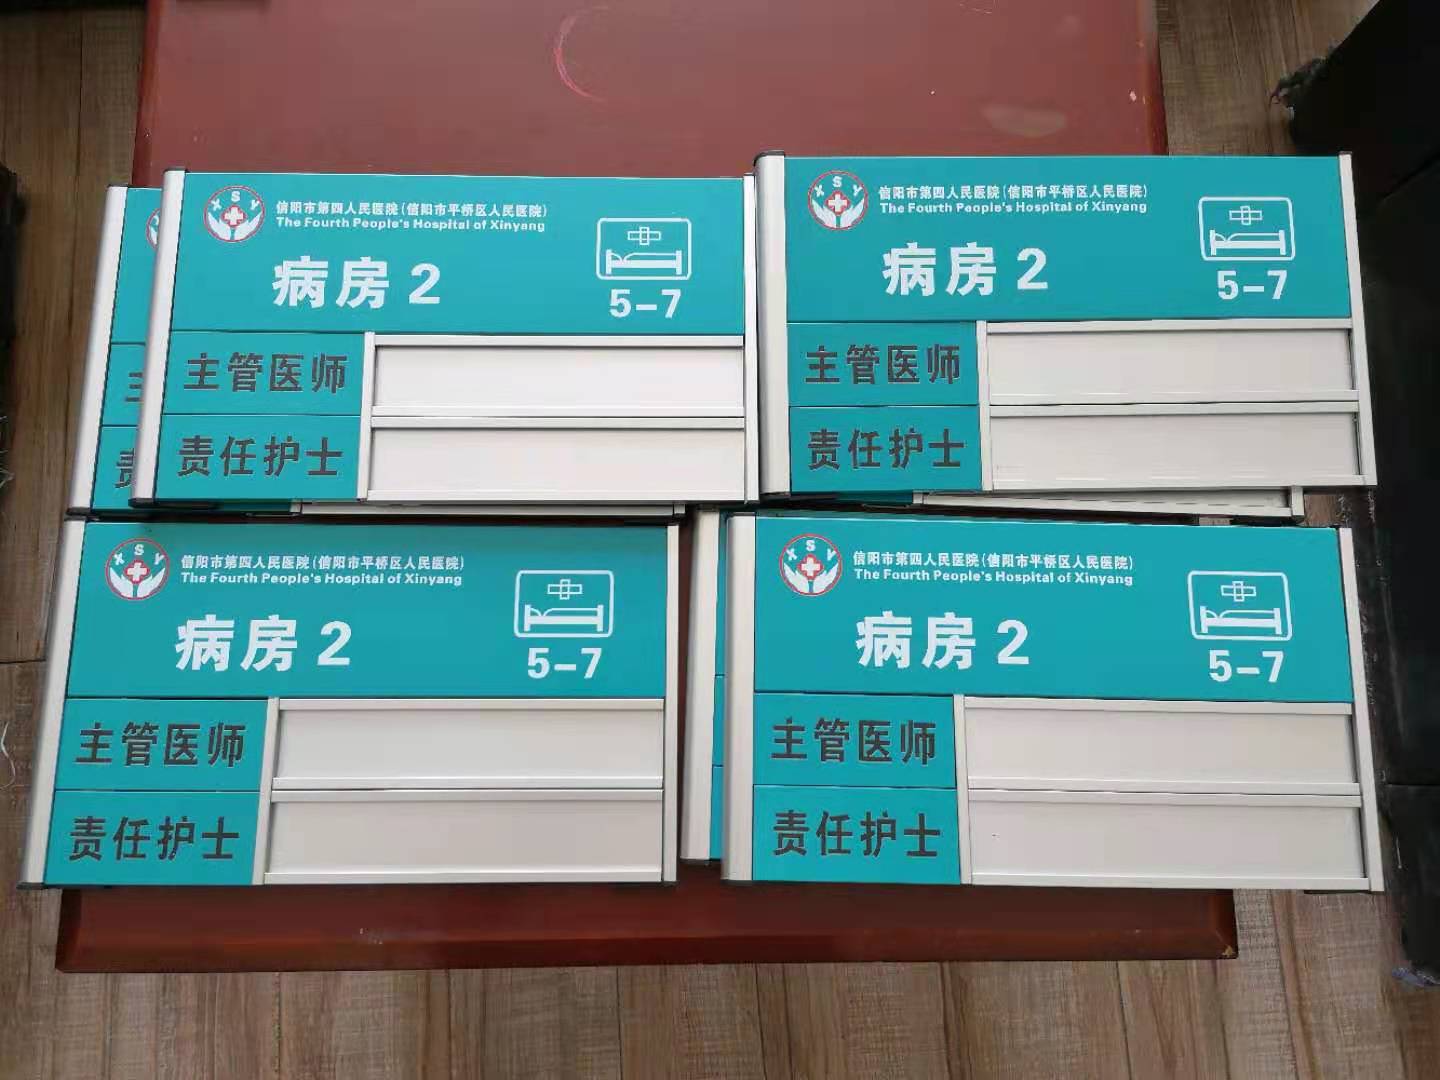 XSY
信阳市第四人民医院(信阳市平桥区人民医院)
The Fourth People's Hospital of Xinyang
病房 2
5-7
主管医师
责任护士
XSY
信阳市第四人民医院(信阳市平桥区人民医院)
The Fourth People's Hospital of Xinyang
病房 2
5-7
主管医师
责任护士
XSY
信阳市第四人民医院(信阳市平桥区人民医院)
The Fourth People's Hospital of Xinyang
病房 2
5-7
主管医师
责任护士
XSY
信阳市第四人民医院(信阳市平桥区人民医院)
The Fourth People's Hospital of Xinyang
病房 2
5-7
主管医师
责任护士